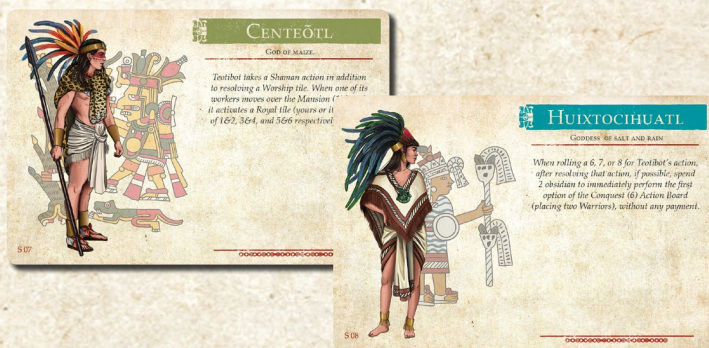 CENTEŌTL
GOD OF MAIZE.
Teotibot takes a Shaman action in addition
to resolving a Worship tile. When one of its
workers moves over the Mansion
it activates a Royal tile (yours or
of 1&2, 3&4, and 5&6 respectivel
S 07
HUIXTOCIHUATL
GODDESS OF SALT AND RAIN
When rolling a 6, 7, or 8 for Teotibot's action,
after resolving that action, if possible, spend
2 obsidian to immediately perform the first
option of the Conquest (6) Action Board
(placing two Warriors), without any payment.
S 08